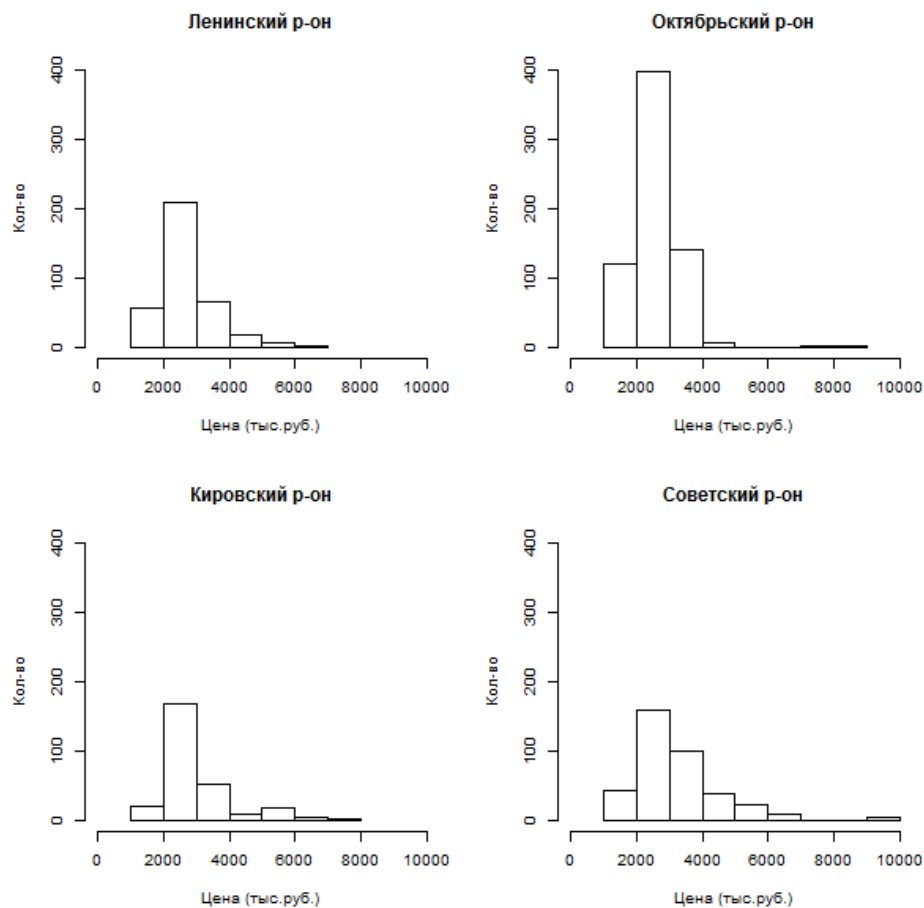 Ленинский р-он
Кол-во
400
300
200
100
0
0 2000 4000 6000 8000 10000
Цена (тыс.руб.)
Октябрьский р-он
Кол-во
400
300
200
100
0
0 2000 4000 6000 8000 10000
Цена (тыс.руб.)
Кировский р-он
Кол-во
400
300
200
100
0
0 2000 4000 6000 8000 10000
Цена (тыс.руб.)
Советский р-он
Кол-во
400
300
200
100
0
0 2000 4000 6000 8000 10000
Цена (тыс.руб.)